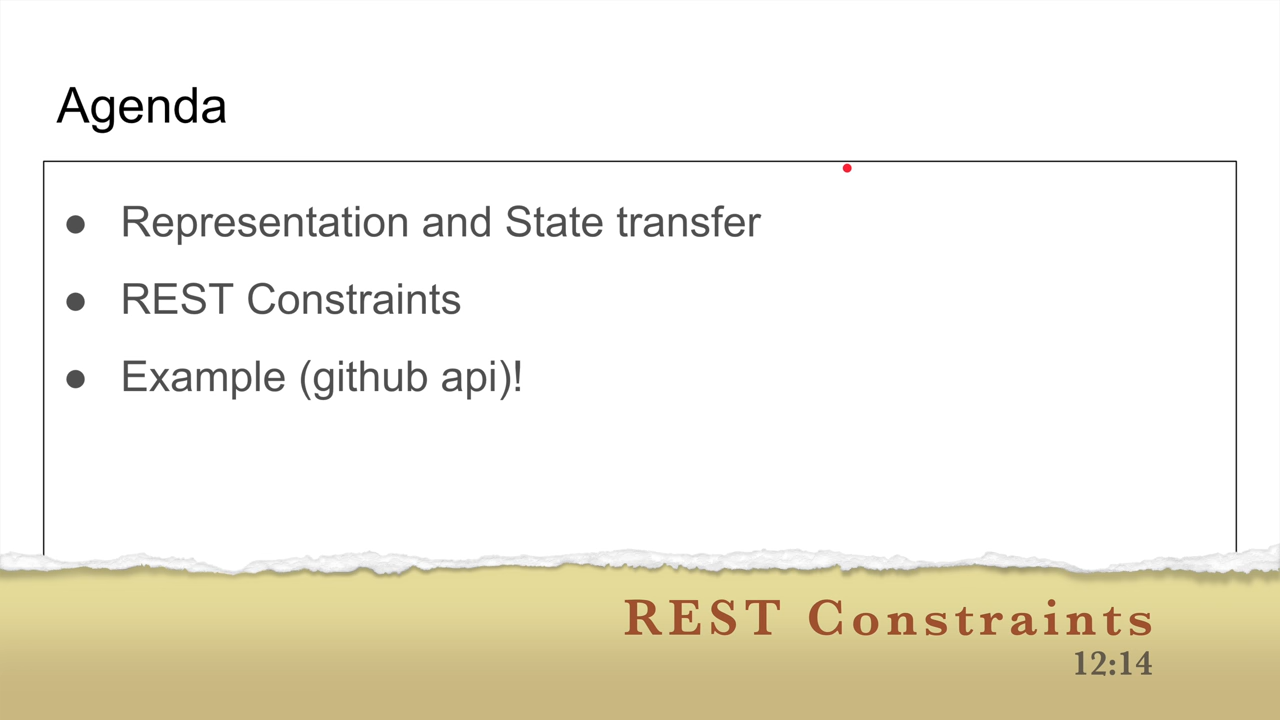 Agenda
● Representation and State transfer
● REST Constraints
● Example (github api)!
REST Constraints
12:14